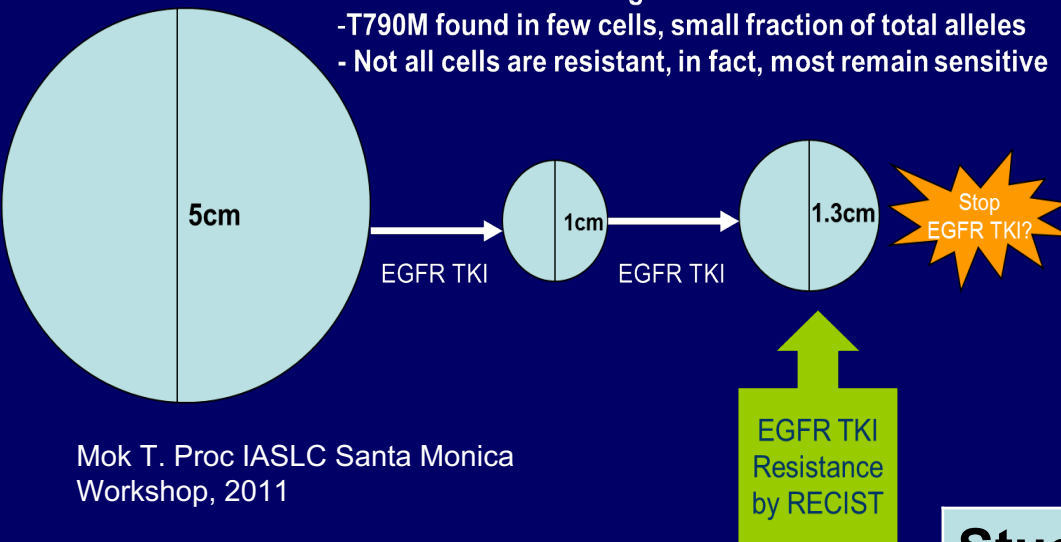 -T790M found in few cells, small fraction of total alleles
- Not all cells are resistant, in fact, most remain sensitive
5cm
1cm
1.3cm
Stop
EGFR TKI?
EGFR TKI
EGFR TKI
EGFR TKI
Resistance
by RECIST
Mok T. Proc IASLC Santa Monica
Workshop, 2011